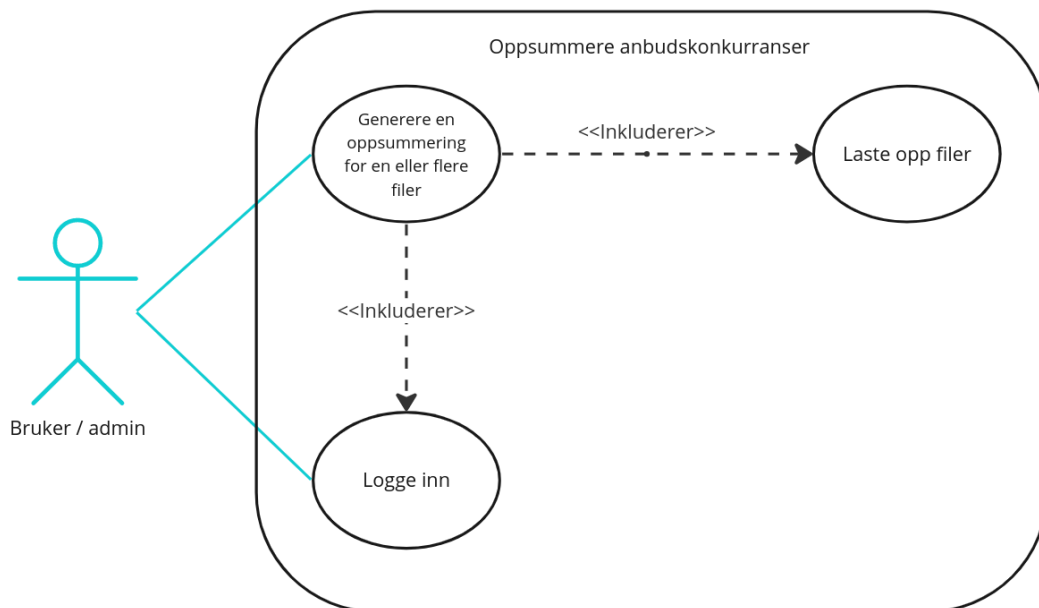 Oppsummere anbudskonkurranser
Generere en
oppsummering
for en eller flere
filer
<<Inkluderer>>
Laste opp filer
<<Inkluderer>>
Bruker / admin
Logge inn